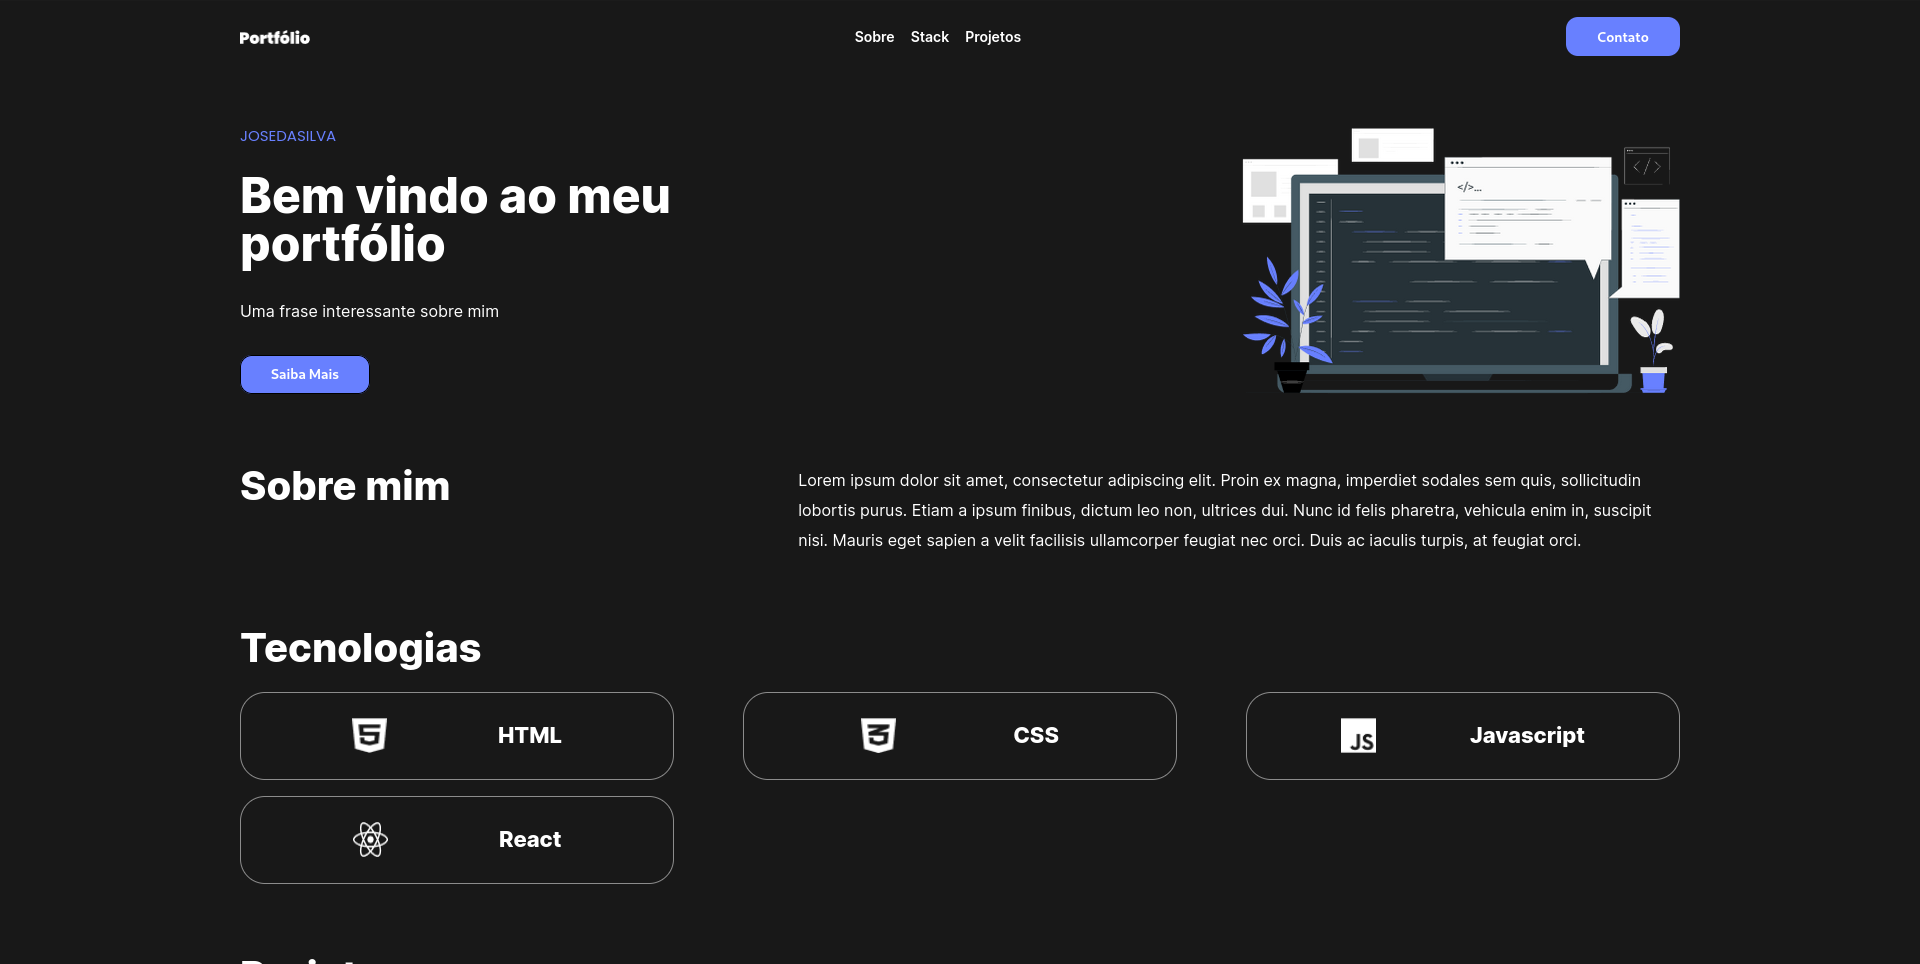 Portfólio
Sobre Stack Projetos
Contato
JOSEDASILVA
Bem vindo ao meu
portfólio
Uma frase interessante sobre mim
Saiba Mais
</>...
</>
Sobre mim
Lorem ipsum dolor sit amet, consectetur adipiscing elit. Proin ex magna, imperdiet sodales sem quis, sollicitudin
lobortis purus. Etiam a ipsum finibus, dictum leo non, ultrices dui. Nunc id felis pharetra, vehicula enim in, suscipit
nisi. Mauris eget sapien a velit facilisis ullamcorper feugiat nec orci. Duis ac iaculis turpis, at feugiat orci.
Tecnologias
5 HTML
3 CSS
JS Javascript
React